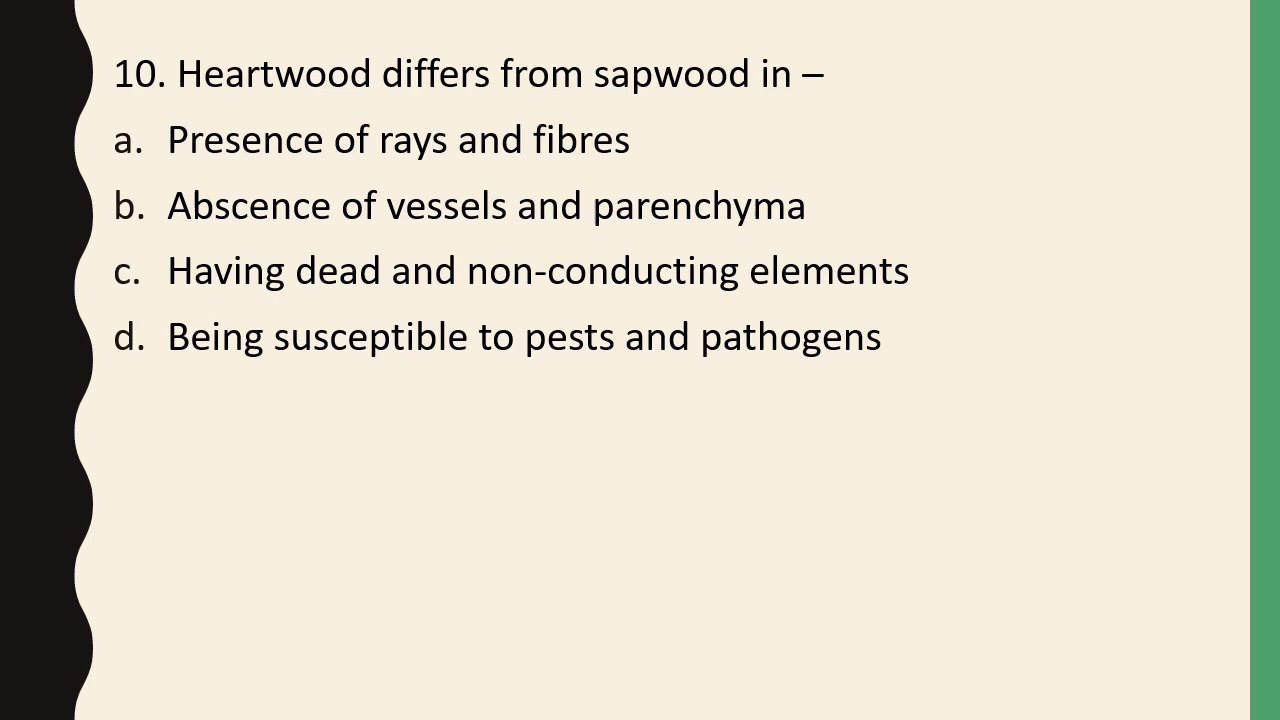 10. Heartwood differs from sapwood in –
a. Presence of rays and fibres
b. Abscence of vessels and parenchyma
c. Having dead and non-conducting elements
d. Being susceptible to pests and pathogens